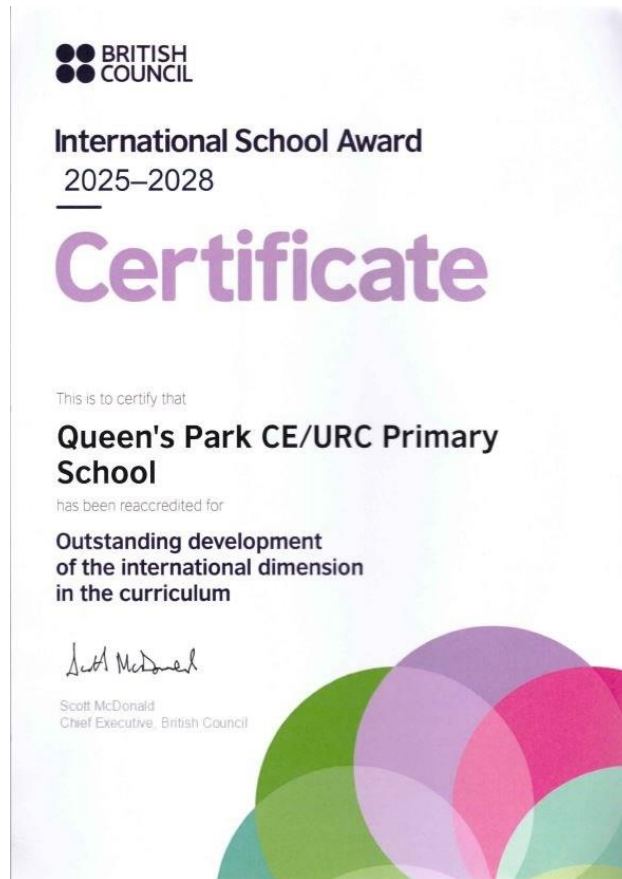 BRITISH
COUNCIL
International School Award
2025–2028
Certificate
This is to certify that
Queen's Park CE/URC Primary
School
has been reaccredited for
Outstanding development
of the international dimension
in the curriculum
Scott McDonald
Scott McDonald
Chief Executive, British Council